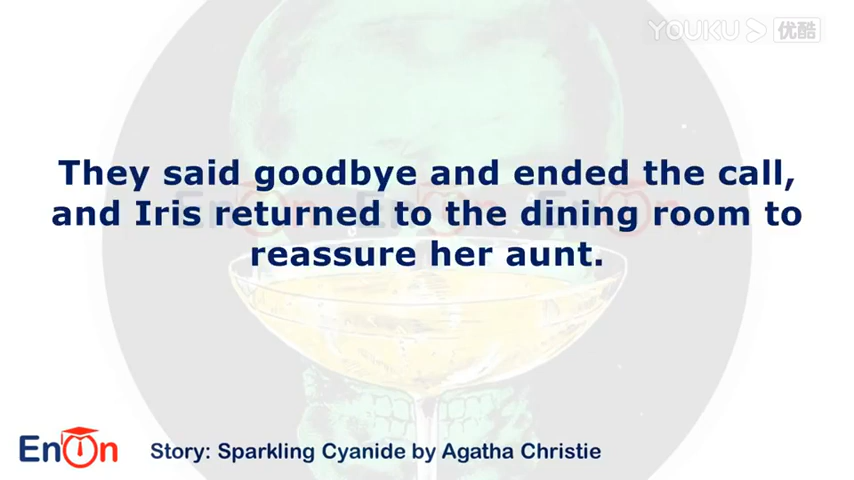 YOUKU 优酷
They said goodbye and ended the call,
and Iris returned to the dining room to
reassure her aunt.
EnOn
Story: Sparkling Cyanide by Agatha Christie